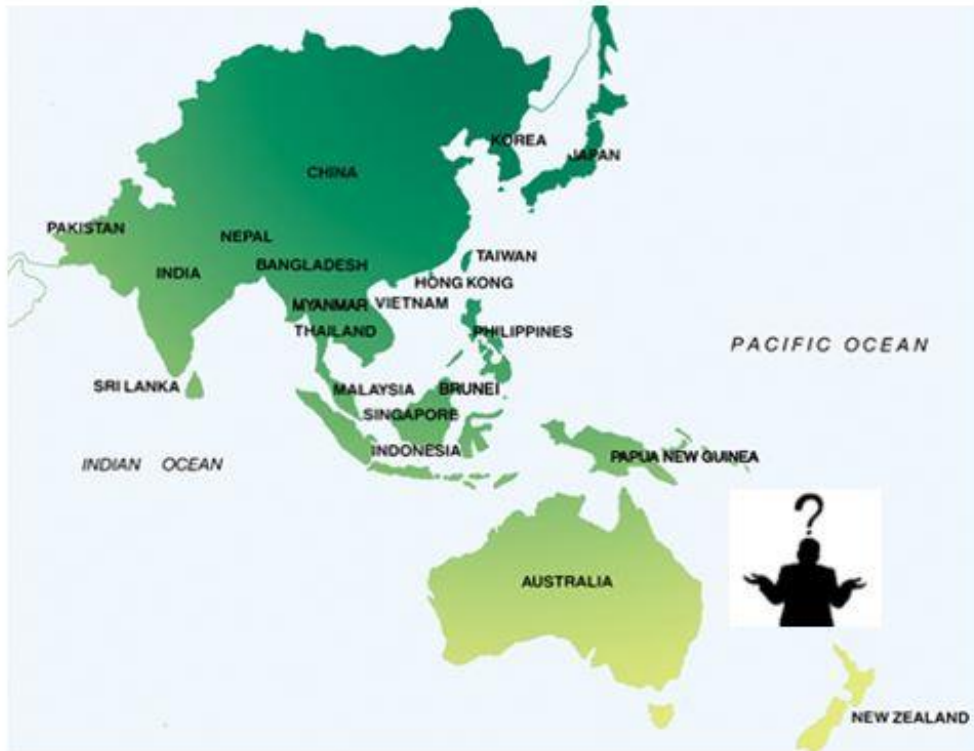 KOREA
JAPAN
CHINA
PAKISTAN
NEPAL
TAIWAN
INDIA
BANGLADESH
HONG KONG
MYANMAR
VIETNAM
THAILAND
PHILIPPINES
PACIFIC OCEAN
SRI LANKA
MALAYSIA
BRUNEI
SINGAPORE
INDONESIA
PAPUA NEW GUINEA
INDIAN OCEAN
?
AUSTRALIA
NEW ZEALAND